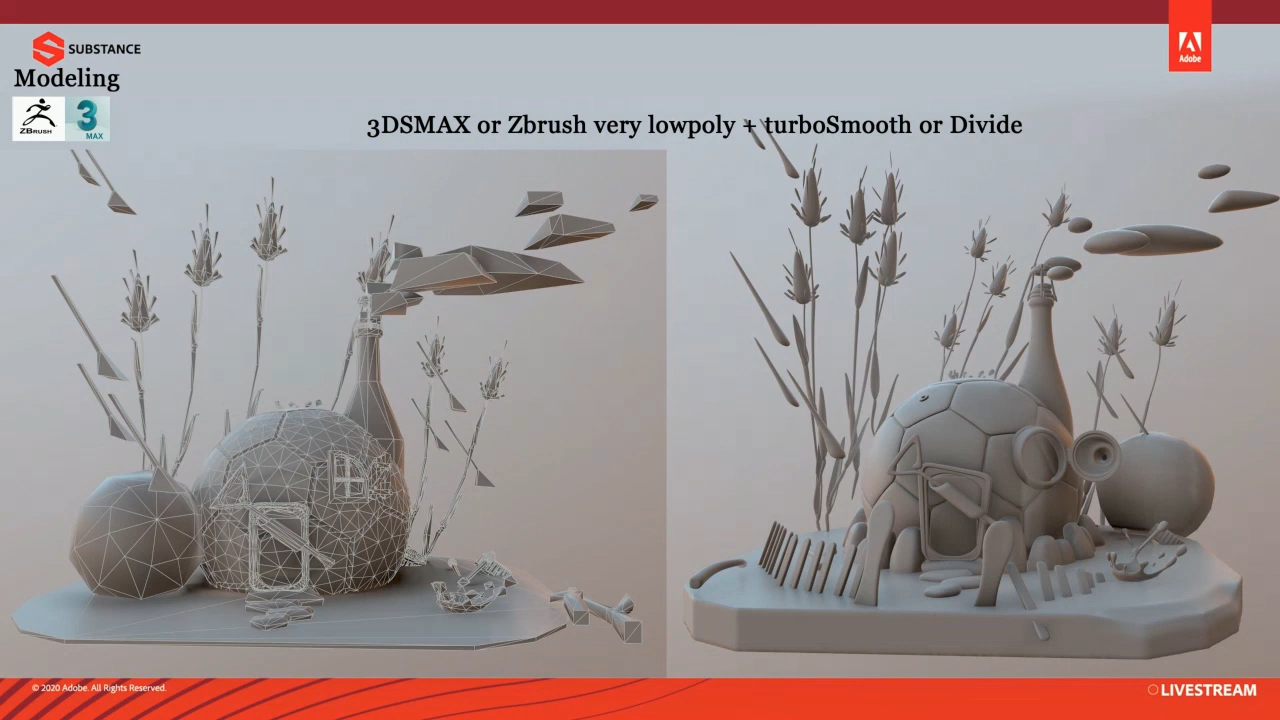 SUBSTANCE
Adobe
Modeling
ZBRUSH
3
MAX
3DSMAX or Zbrush very lowpoly + turboSmooth or Divide
© 2020 Adobe. All Rights Reserved.
LIVESTREAM